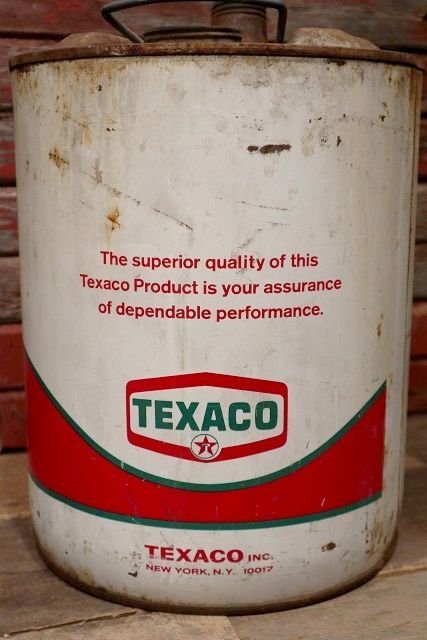 The superior quality of this
Texaco Product is your assurance
of dependable performance.
TEXACO
T
TEXACO INC.
NEW YORK, N.Y. 10017